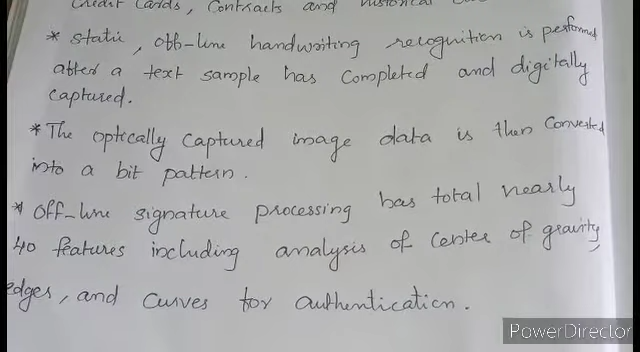 Credit Cards, Contracts and historical
* static, off-line handwriting recognition is performed
after a text sample has Completed and digitally
captured.
* The optically captured image data is then Converted
into a bit pattern.
* off-line signature processing has total nearly
40 features including analysis of Center of gravity,
edges, and curves for authentication.
PowerDirector